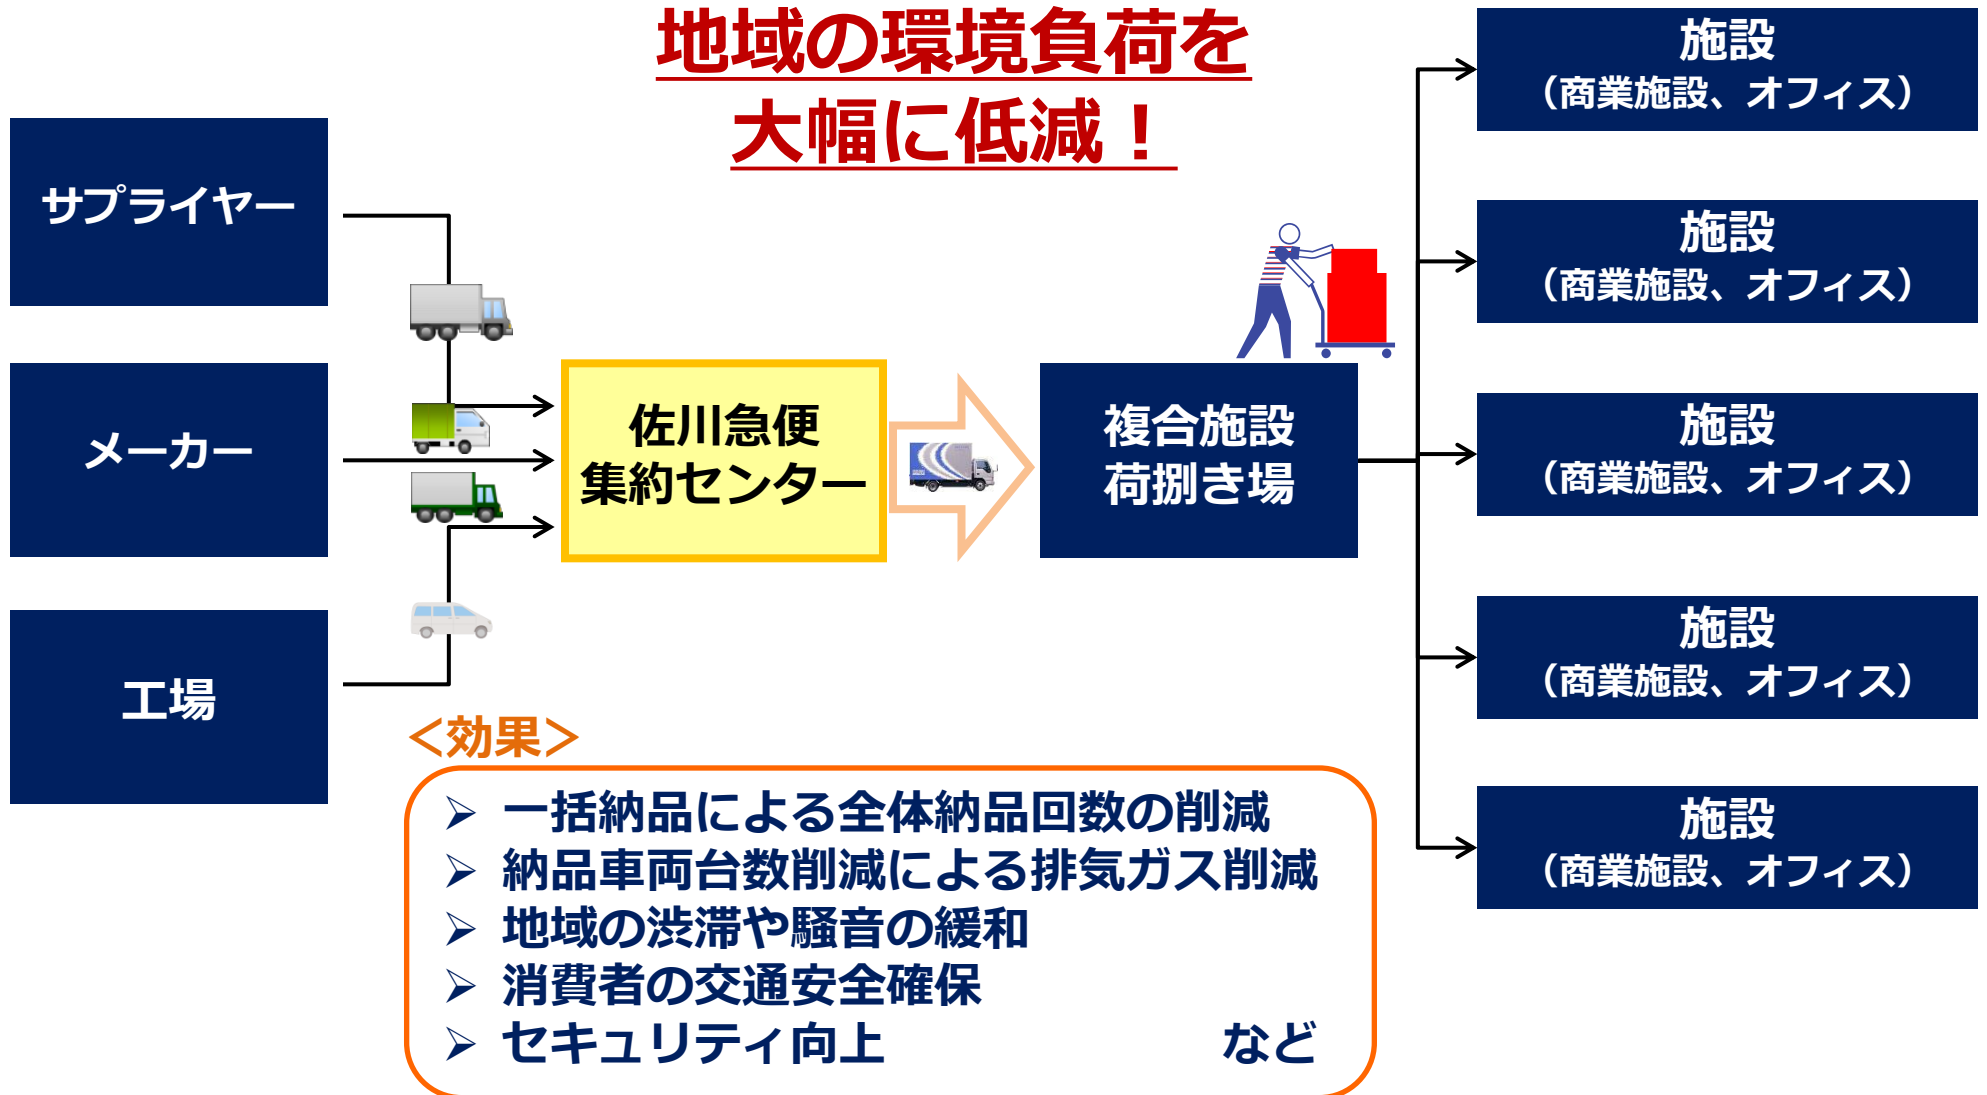 地域の環境負荷を
大幅に低減！
サプライヤー
メーカー
工場
佐川急便
集約センター
複合施設
荷捌き場
施設
（商業施設、オフィス）
施設
（商業施設、オフィス）
施設
（商業施設、オフィス）
施設
（商業施設、オフィス）
施設
（商業施設、オフィス）
＜効果＞
➢ 一括納品による全体納品回数の削減
➢ 納品車両台数削減による排気ガス削減
➢ 地域の渋滞や騒音の緩和
➢ 消費者の交通安全確保
➢ セキュリティ向上 など